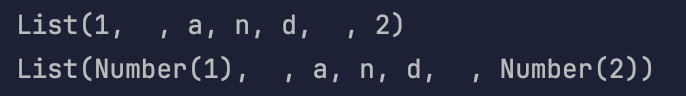 List(1,  , a, n, d,  , 2)
List(Number(1),  , a, n, d,  , Number(2))